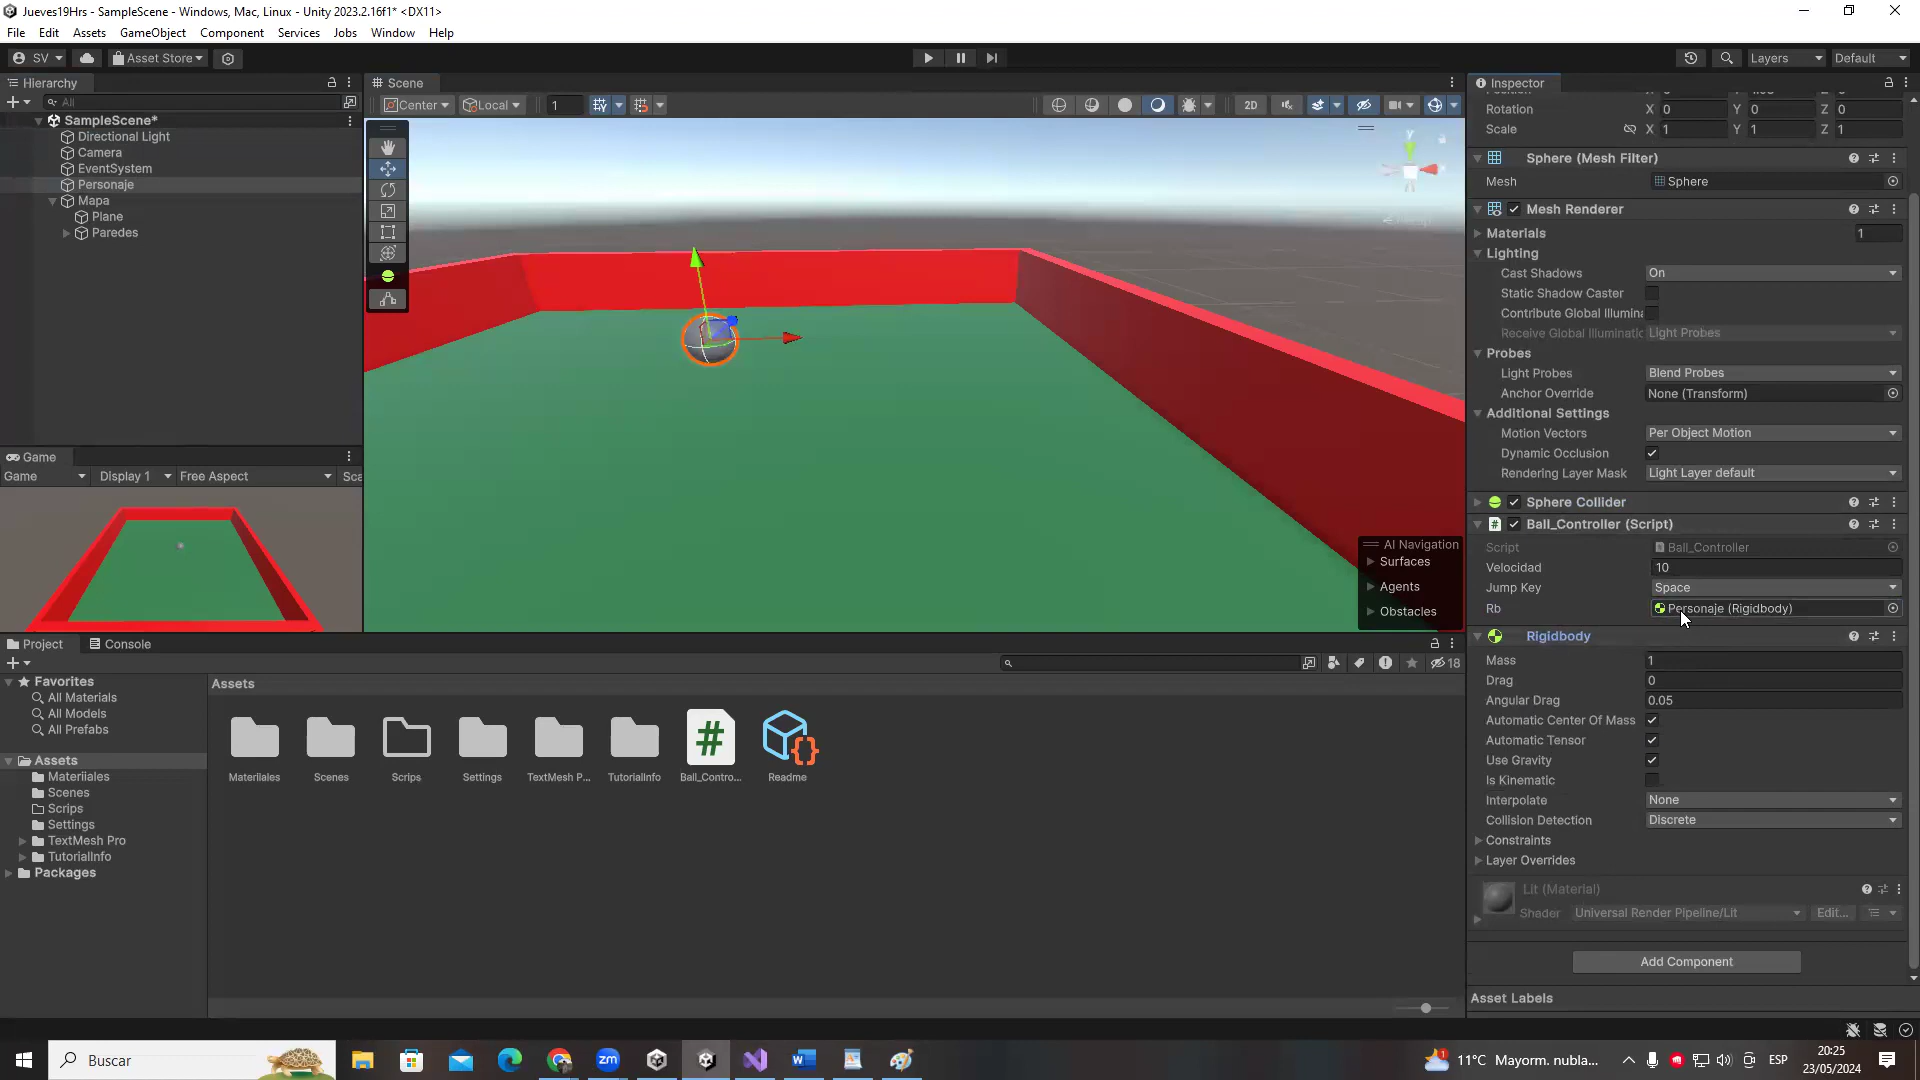 Jueves19Hrs - SampleScene - Windows, Mac, Linux - Unity 2023.2.16f1* <DX11>
File Edit Assets GameObject Component Services Jobs Window Help
SV Asset Store Layers Default
Hierarchy
All
SampleScene*
Directional Light
Camera
EventSystem
Personaje
Mapa
Plane
Paredes
Game
Game Display 1 Free Aspect Sca
Scene
Center Local 1 2D
y
AI Navigation
Surfaces
Agents
Obstacles
Inspector
Rotation X 0 Y 0 Z 0
Scale X 1 Y 1 Z 1
Sphere (Mesh Filter)
Mesh Sphere
Mesh Renderer
Materials 1
Lighting
Cast Shadows On
Static Shadow Caster
Contribute Global Illumina
Receive Global Illuminatic Light Probes
Probes
Light Probes Blend Probes
Anchor Override None (Transform)
Additional Settings
Motion Vectors Per Object Motion
Dynamic Occlusion
Rendering Layer Mask Light Layer default
Sphere Collider
# Ball_Controller (Script)
Script Ball_Controller
Velocidad 10
Jump Key Space
Rb Personaje (Rigidbody)
Rigidbody
Mass 1
Drag 0
Angular Drag 0.05
Automatic Center Of Mass
Automatic Tensor
Use Gravity
Is Kinematic
Interpolate None
Collision Detection Discrete
Constraints
Layer Overrides
Lit (Material)
Shader Universal Render Pipeline/Lit Edit...
Add Component
Asset Labels
Project Console
18
Favorites
All Materials
All Models
All Prefabs
Assets
Materiiales
Scenes
Scrips
Settings
TextMesh Pro
TutorialInfo
Packages
Assets
Materiiales Scenes Scrips Settings TextMesh P... TutorialInfo Ball_Contro... Readme
Buscar
zm
11°C Mayorm. nubla...
ESP
20:25
23/05/2024